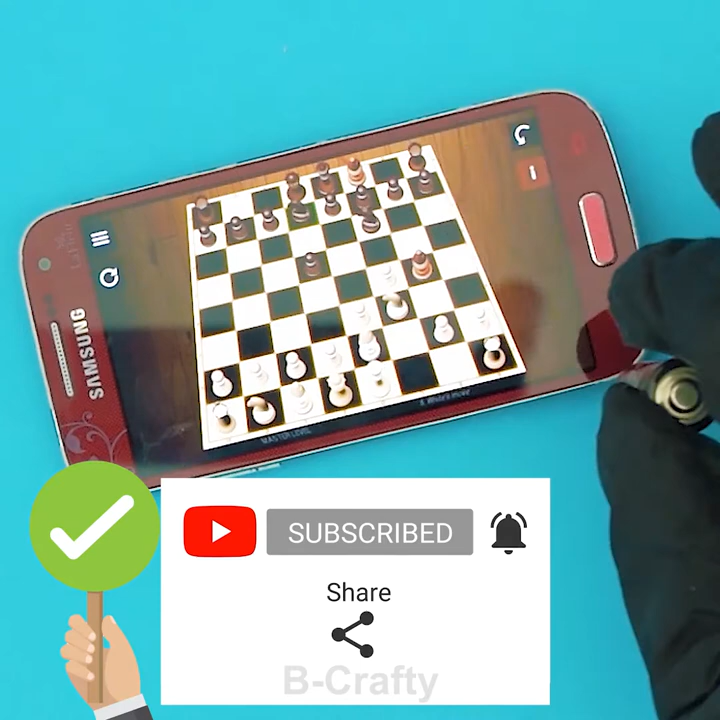 SAMSUNG
MASTER LEVEL
SUBSCRIBED
Share
B-Crafty